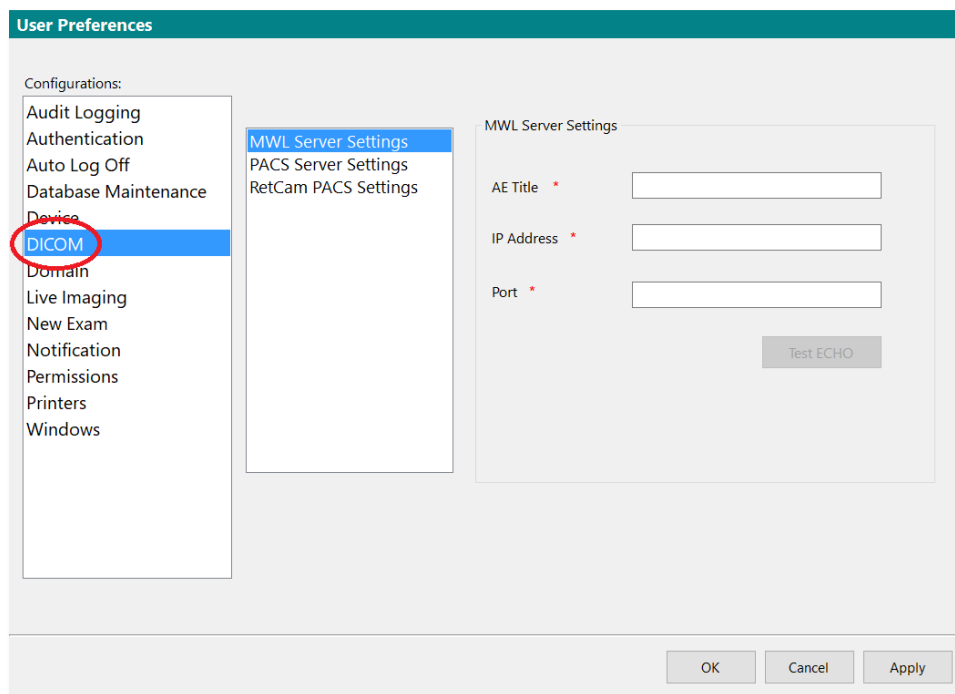 User Preferences
Configurations:
Audit Logging
Authentication
Auto Log Off
Database Maintenance
Device
DICOM
Domain
Live Imaging
New Exam
Notification
Permissions
Printers
Windows
MWL Server Settings
PACS Server Settings
RetCam PACS Settings
MWL Server Settings
AE Title *
IP Address *
Port *
Test ECHO
OK
Cancel
Apply